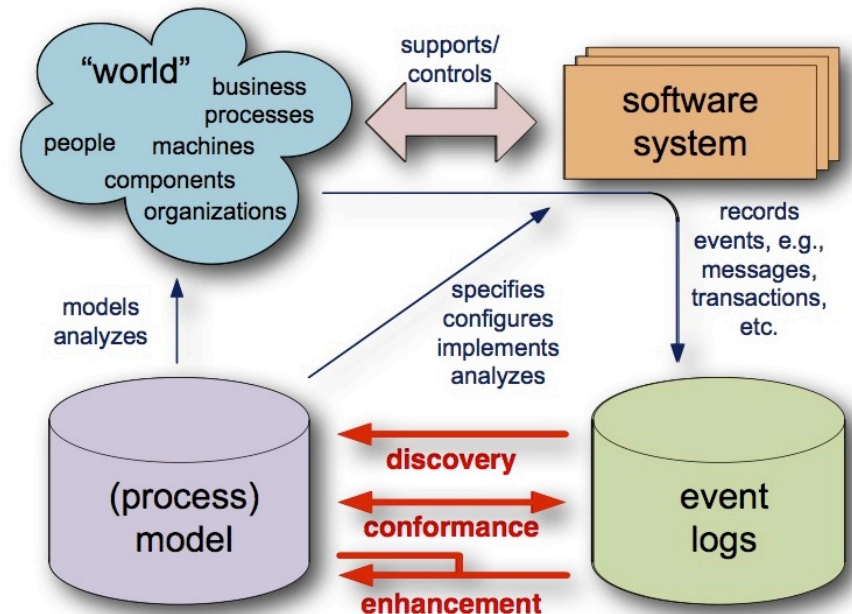 “world”
business
processes
people
machines
components
organizations
supports/
controls
software
system
records
events, e.g.,
messages,
transactions,
etc.
models
analyzes
specifies
configures
implements
analyzes
(process)
model
discovery
conformance
enhancement
event
logs